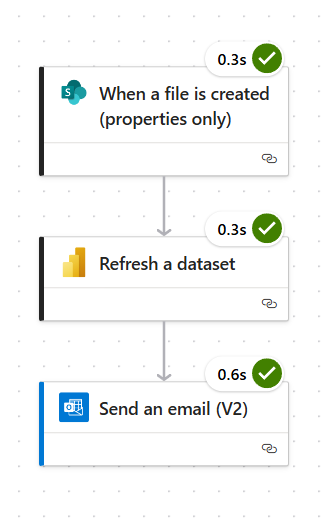 0.3s
S
When a file is created
(properties only)
0.3s
Refresh a dataset
0.6s
Send an email (V2)